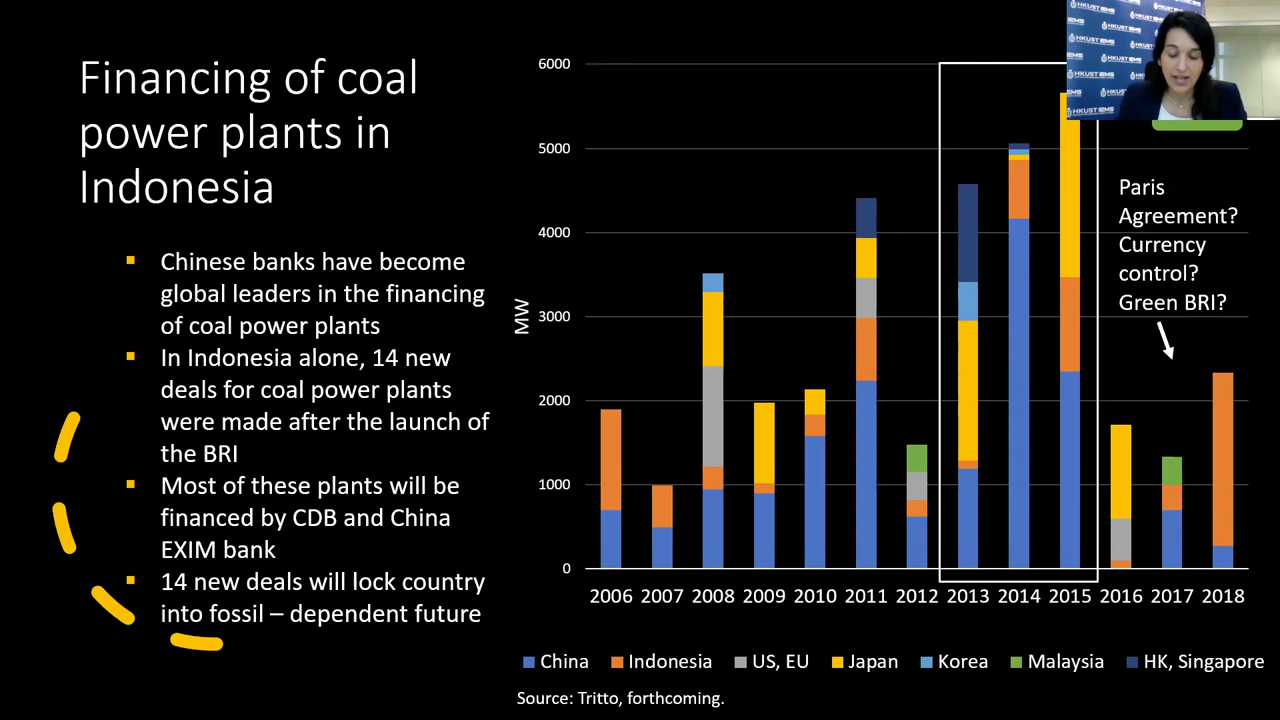 Financing of coal
power plants in
Indonesia
Chinese banks have become
global leaders in the financing
of coal power plants
In Indonesia alone, 14 new
deals for coal power plants
were made after the launch of
the BRI
Most of these plants will be
financed by CDB and China
EXIM bank
14 new deals will lock country
into fossil – dependent future
6000
5000
4000
3000
2000
1000
0
MW
2006 2007 2008 2009 2010 2011 2012 2013 2014 2015 2016 2017 2018
Paris
Agreement?
Currency
control?
Green BRI?
China Indonesia US, EU Japan Korea Malaysia HK, Singapore
Source: Tritto, forthcoming.
HKUST IEMS